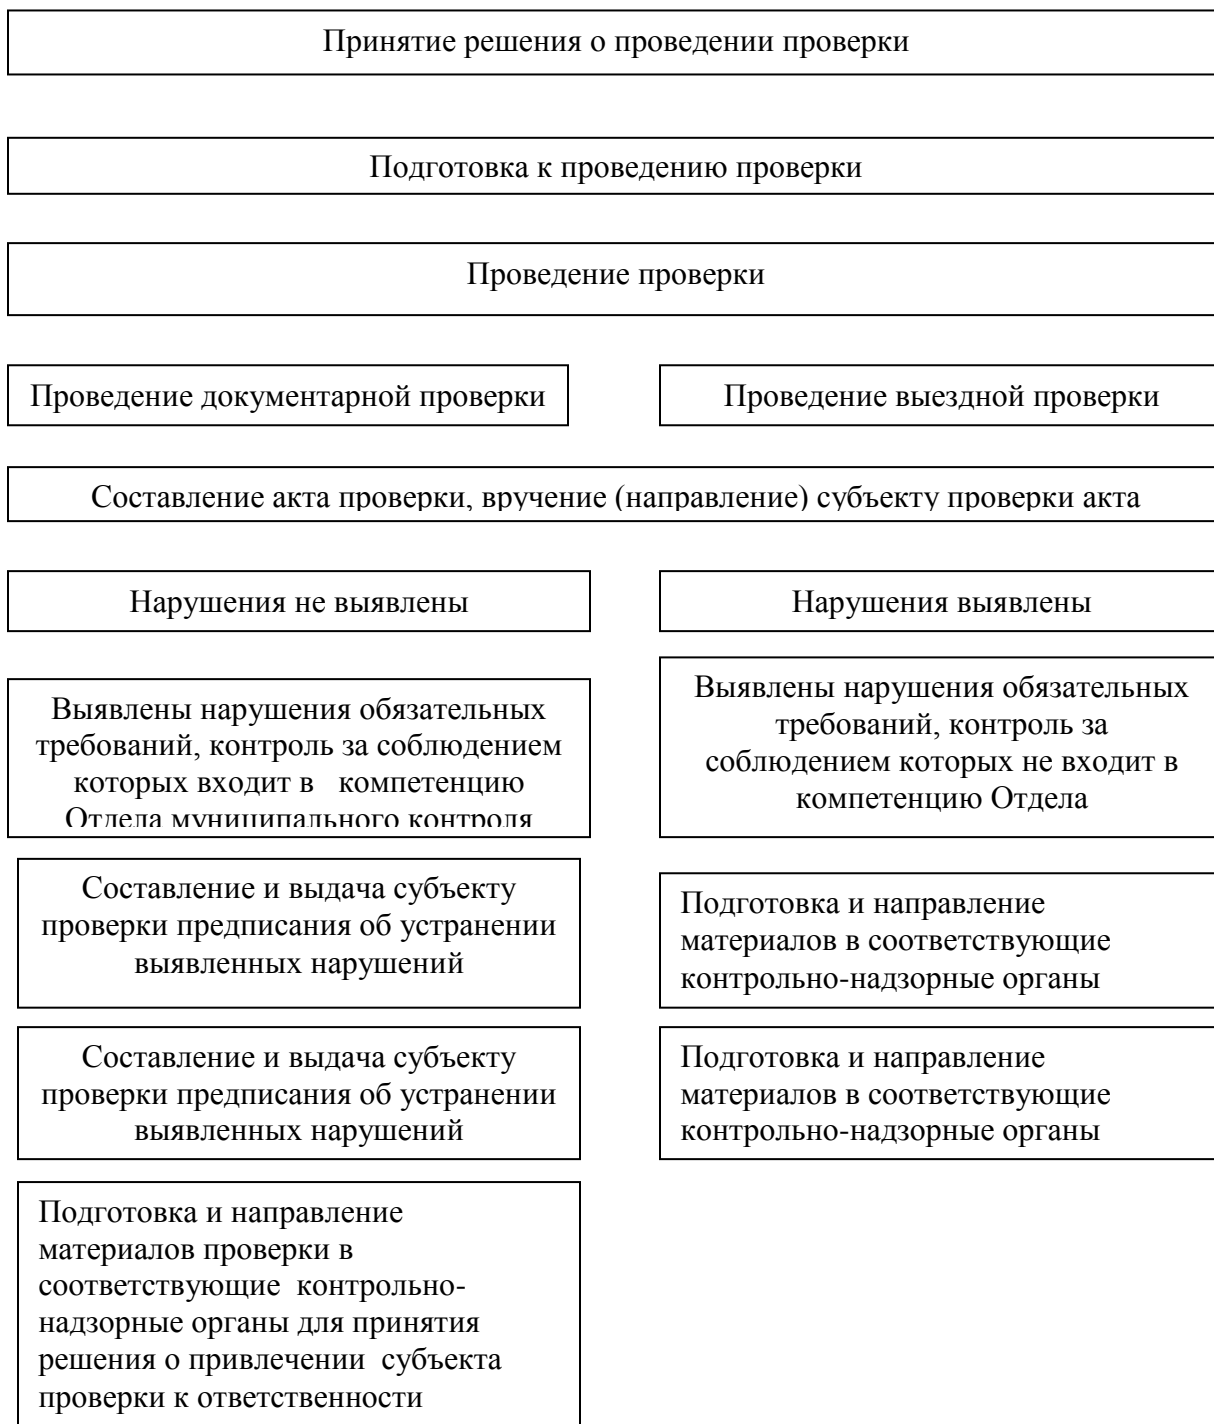 Принятие решения о проведении проверки
Подготовка к проведению проверки
Проведение проверки
Проведение документарной проверки
Проведение выездной проверки
Составление акта проверки, вручение (направление) субъекту проверки акта
Нарушения не выявлены
Нарушения выявлены
Выявлены нарушения обязательных
требований, контроль за соблюдением
которых входит в компетенцию
Отдела муниципального контроля
Выявлены нарушения обязательных
требований, контроль за
соблюдением которых не входит в
компетенцию Отдела
Составление и выдача субъекту
проверки предписания об устранении
выявленных нарушений
Подготовка и направление
материалов в соответствующие
контрольно-надзорные органы
Составление и выдача субъекту
проверки предписания об устранении
выявленных нарушений
Подготовка и направление
материалов в соответствующие
контрольно-надзорные органы
Подготовка и направление
материалов проверки в
соответствующие контрольно-
надзорные органы для принятия
решения о привлечении субъекта
проверки к ответственности